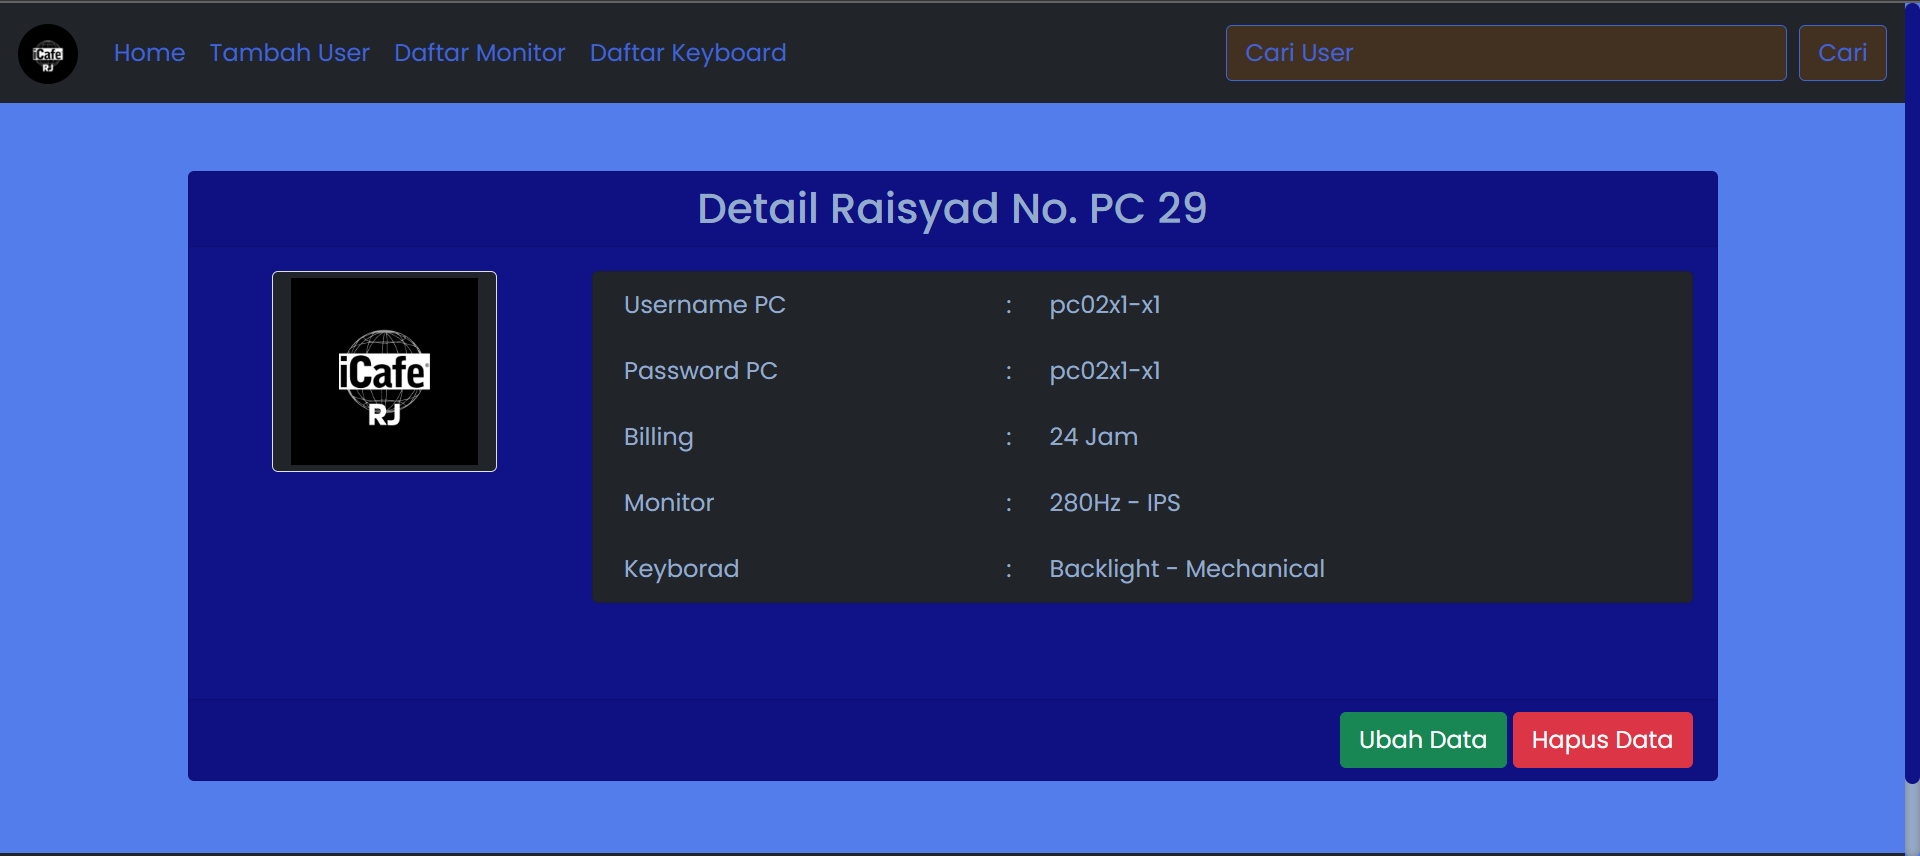 iCafe
RJ
Home Tambah User Daftar Monitor Daftar Keyboard Cari User Cari
Detail Raisyad No. PC 29
iCafe
RJ
Username PC : pc02x1-x1
Password PC : pc02x1-x1
Billing : 24 Jam
Monitor : 280Hz - IPS
Keyborad : Backlight - Mechanical
Ubah Data Hapus Data